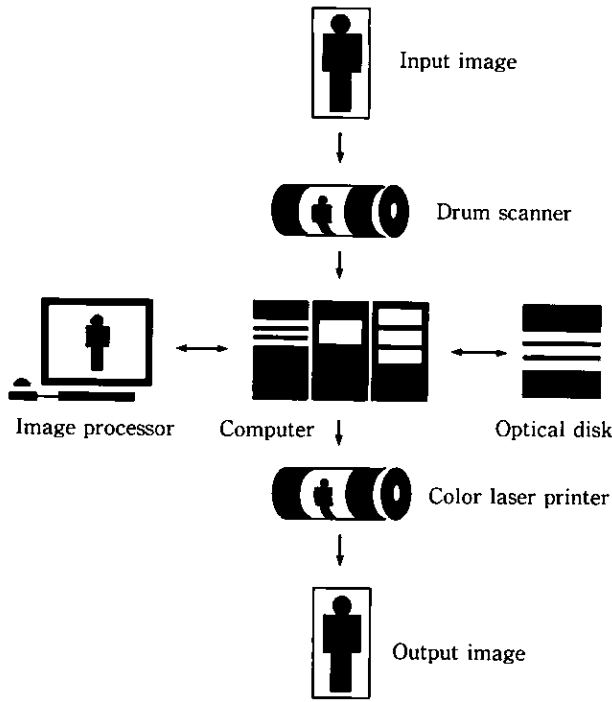 Input image
Drum scanner
Image processor
Computer
Optical disk
Color laser printer
Output image